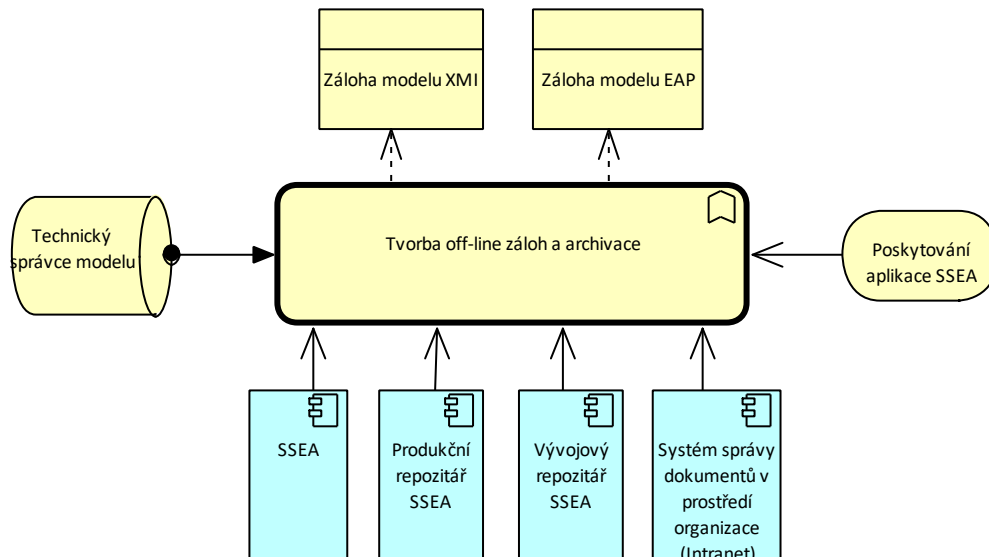 Záloha modelu XMI
Záloha modelu EAP
Technický
správce modelu
Tvorba off-line záloh a archivace
Poskytování
aplikace SSEA
SSEA
Produkční
repozitář
SSEA
Vývojový
repozitář
SSEA
Systém správy
dokumentů v
prostředí
organizace
(Intranet)